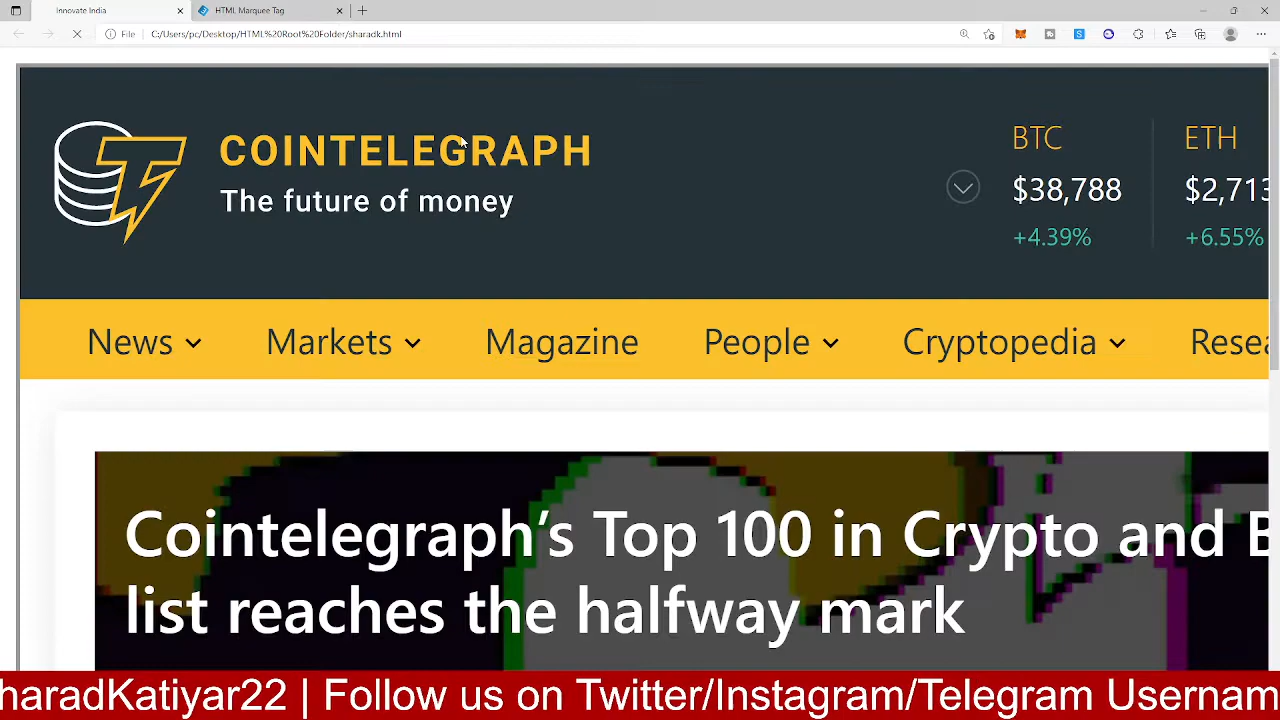 Innovate India
HTML Marquee Tag
File
C:/Users/pc/Desktop/HTML%20Root%20Folder/sharadk.html
COINTELEGRAPH
The future of money
BTC
$38,788
+4.39%
ETH
$2,713
+6.55%
News
Markets
Magazine
People
Cryptopedia
Resea
Cointelegraph's Top 100 in Crypto and B
list reaches the halfway mark
haradKatiyar22 | Follow us on Twitter/Instagram/Telegram Usernam